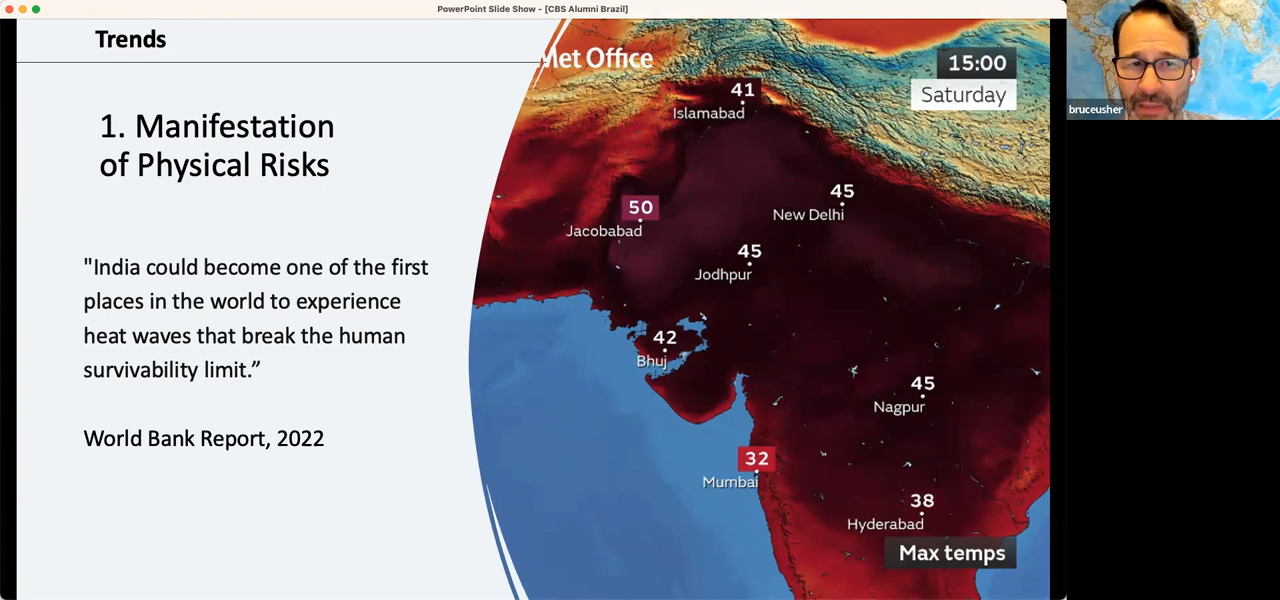 PowerPoint Slide Show - [CBS Alumni Brazil]
Trends
1. Manifestation
of Physical Risks
"India could become one of the first
places in the world to experience
heat waves that break the human
survivability limit.”
World Bank Report, 2022
Met Office
15:00
Saturday
41
Islamabad
45
New Delhi
50
Jacobabad
45
Jodhpur
42
Bhuj
45
Nagpur
32
Mumbai
38
Hyderabad
Max temps
bruceusher